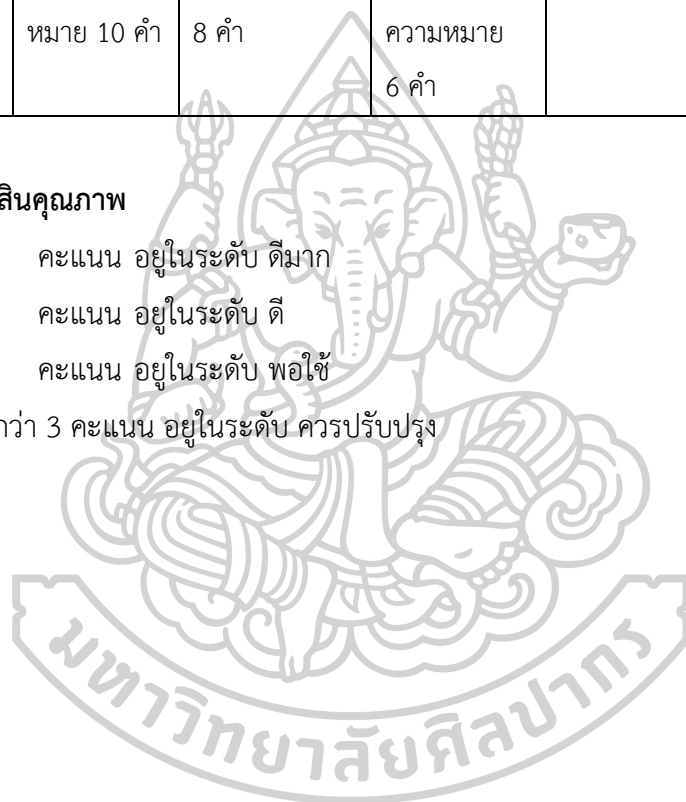 หมาย 10 คำ 8 คำ ความหมาย
6 คำ
สินคุณภาพ
คะแนน อยู่ในระดับ ดีมาก
คะแนน อยู่ในระดับ ดี
คะแนน อยู่ในระดับ พอใช้
กว่า 3 คะแนน อยู่ในระดับ ควรปรับปรุง
มหาวิทยาลัยศิลปากร